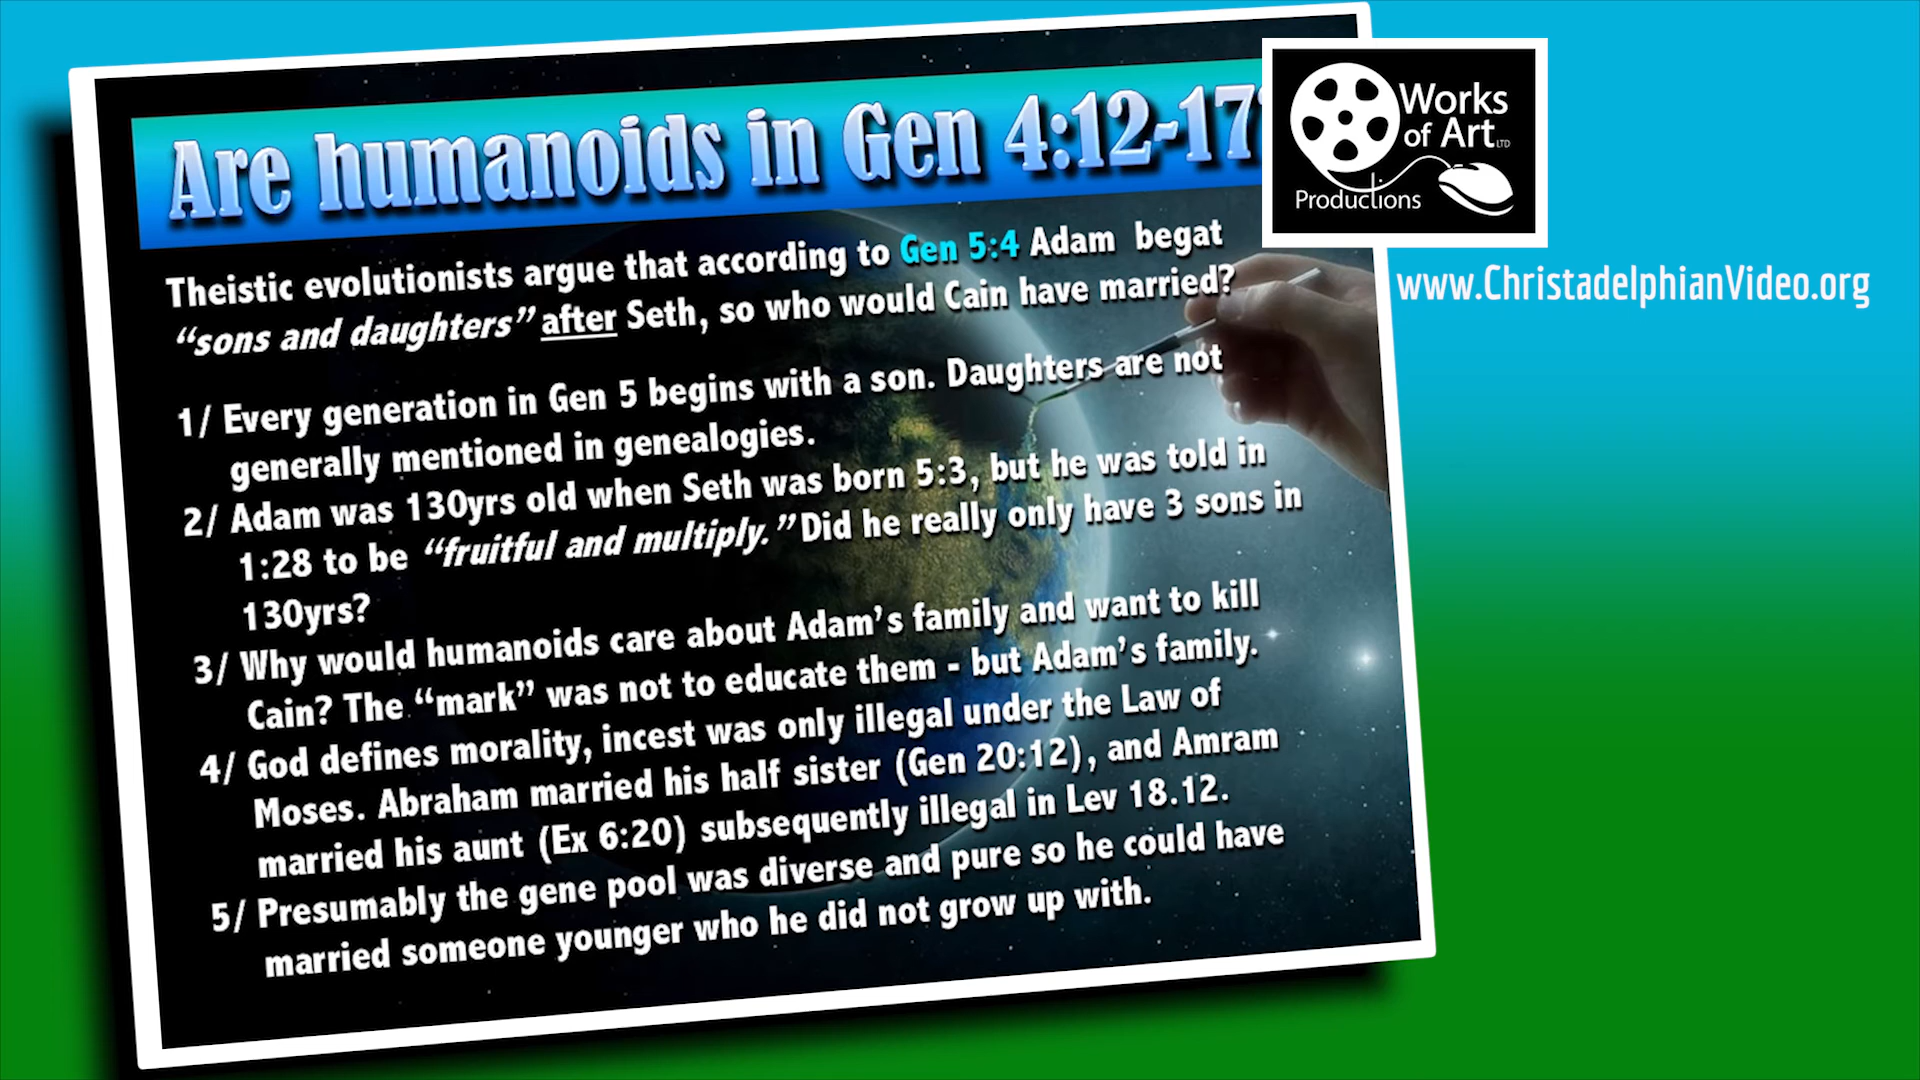 Are humanoids in Gen 4:12-17?
Theistic evolutionists argue that according to Gen 5:4 Adam begat
“sons and daughters” after Seth, so who would Cain have married?
1/ Every generation in Gen 5 begins with a son. Daughters are not
generally mentioned in genealogies.
2/ Adam was 130yrs old when Seth was born 5:3, but he was told in
1:28 to be “fruitful and multiply.” Did he really only have 3 sons in
130yrs?
3/ Why would humanoids care about Adam’s family and want to kill
Cain? The “mark” was not to educate them - but Adam’s family.
4/ God defines morality, incest was only illegal under the Law of
Moses. Abraham married his half sister (Gen 20:12), and Amram
married his aunt (Ex 6:20) subsequently illegal in Lev 18.12.
5/ Presumably the gene pool was diverse and pure so he could have
married someone younger who he did not grow up with.
Works
of Art LTD
Productions
www.ChristadelphianVideo.org